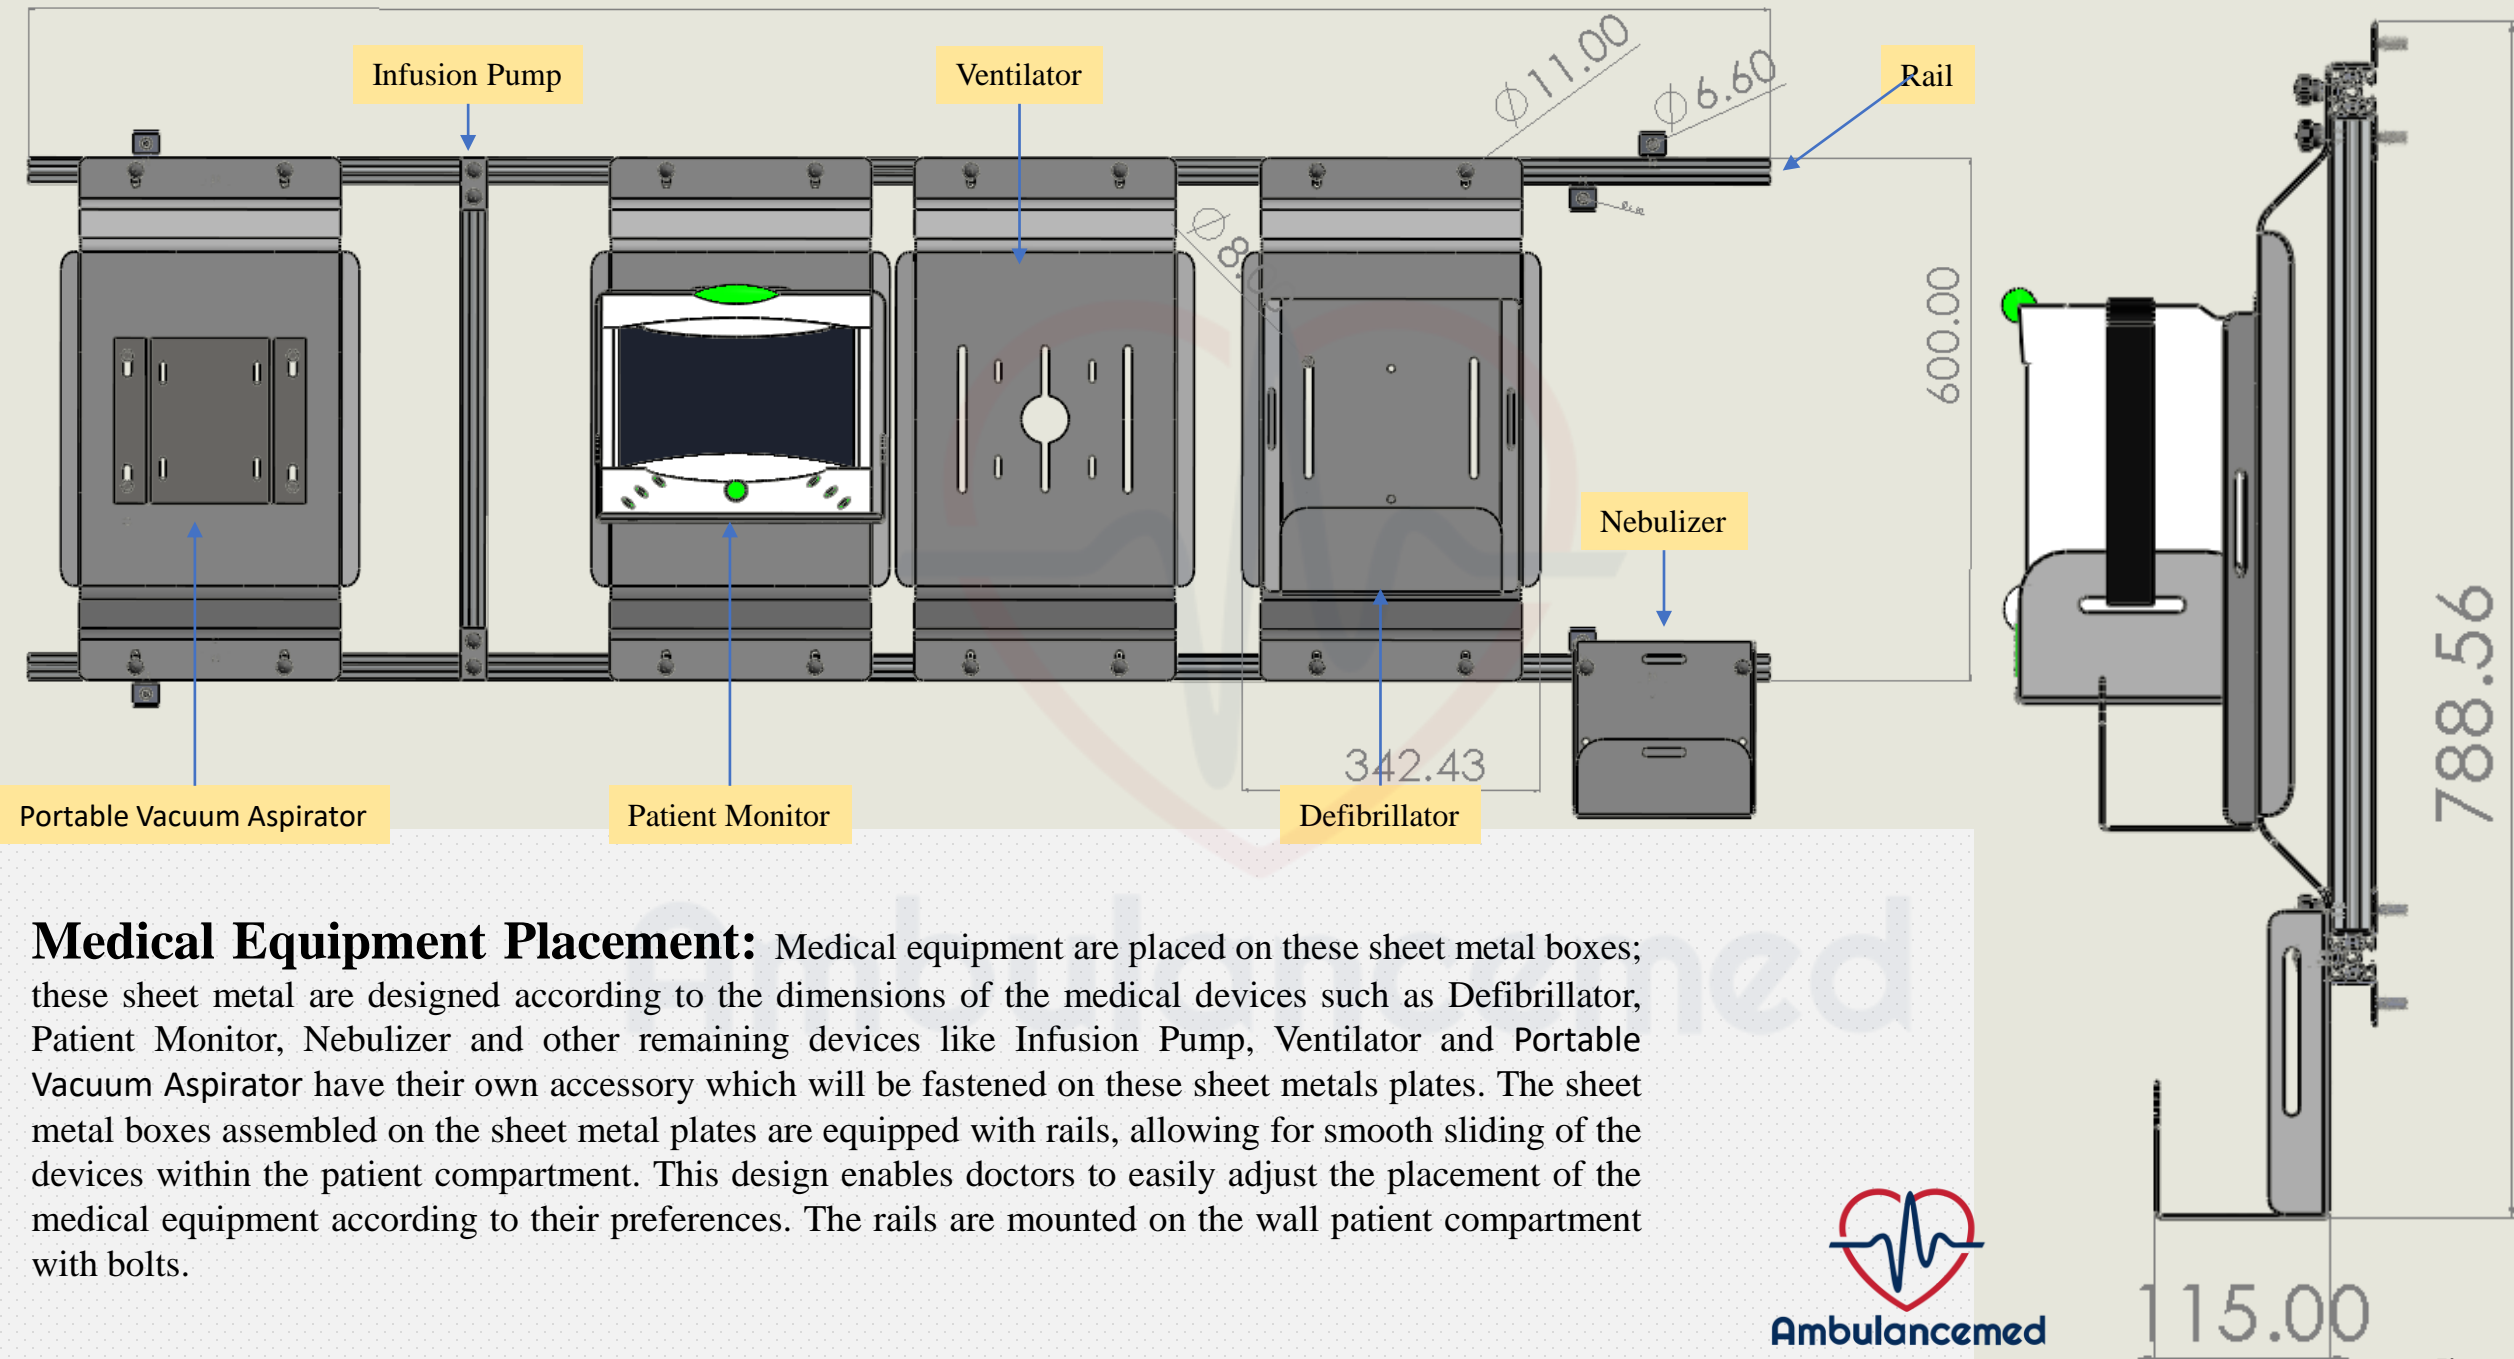 Infusion Pump
Ventilator
Rail
Φ11.00
Φ6.60
600.00
788.56
Nebulizer
342.43
Portable Vacuum Aspirator
Patient Monitor
Defibrillator
Medical Equipment Placement: Medical equipment are placed on these sheet metal boxes;
these sheet metal are designed according to the dimensions of the medical devices such as Defibrillator,
Patient Monitor, Nebulizer and other remaining devices like Infusion Pump, Ventilator and Portable
Vacuum Aspirator have their own accessory which will be fastened on these sheet metals plates. The sheet
metal boxes assembled on the sheet metal plates are equipped with rails, allowing for smooth sliding of the
devices within the patient compartment. This design enables doctors to easily adjust the placement of the
medical equipment according to their preferences. The rails are mounted on the wall patient compartment
with bolts.
Ambulancemed
Ambulancemed
115.00